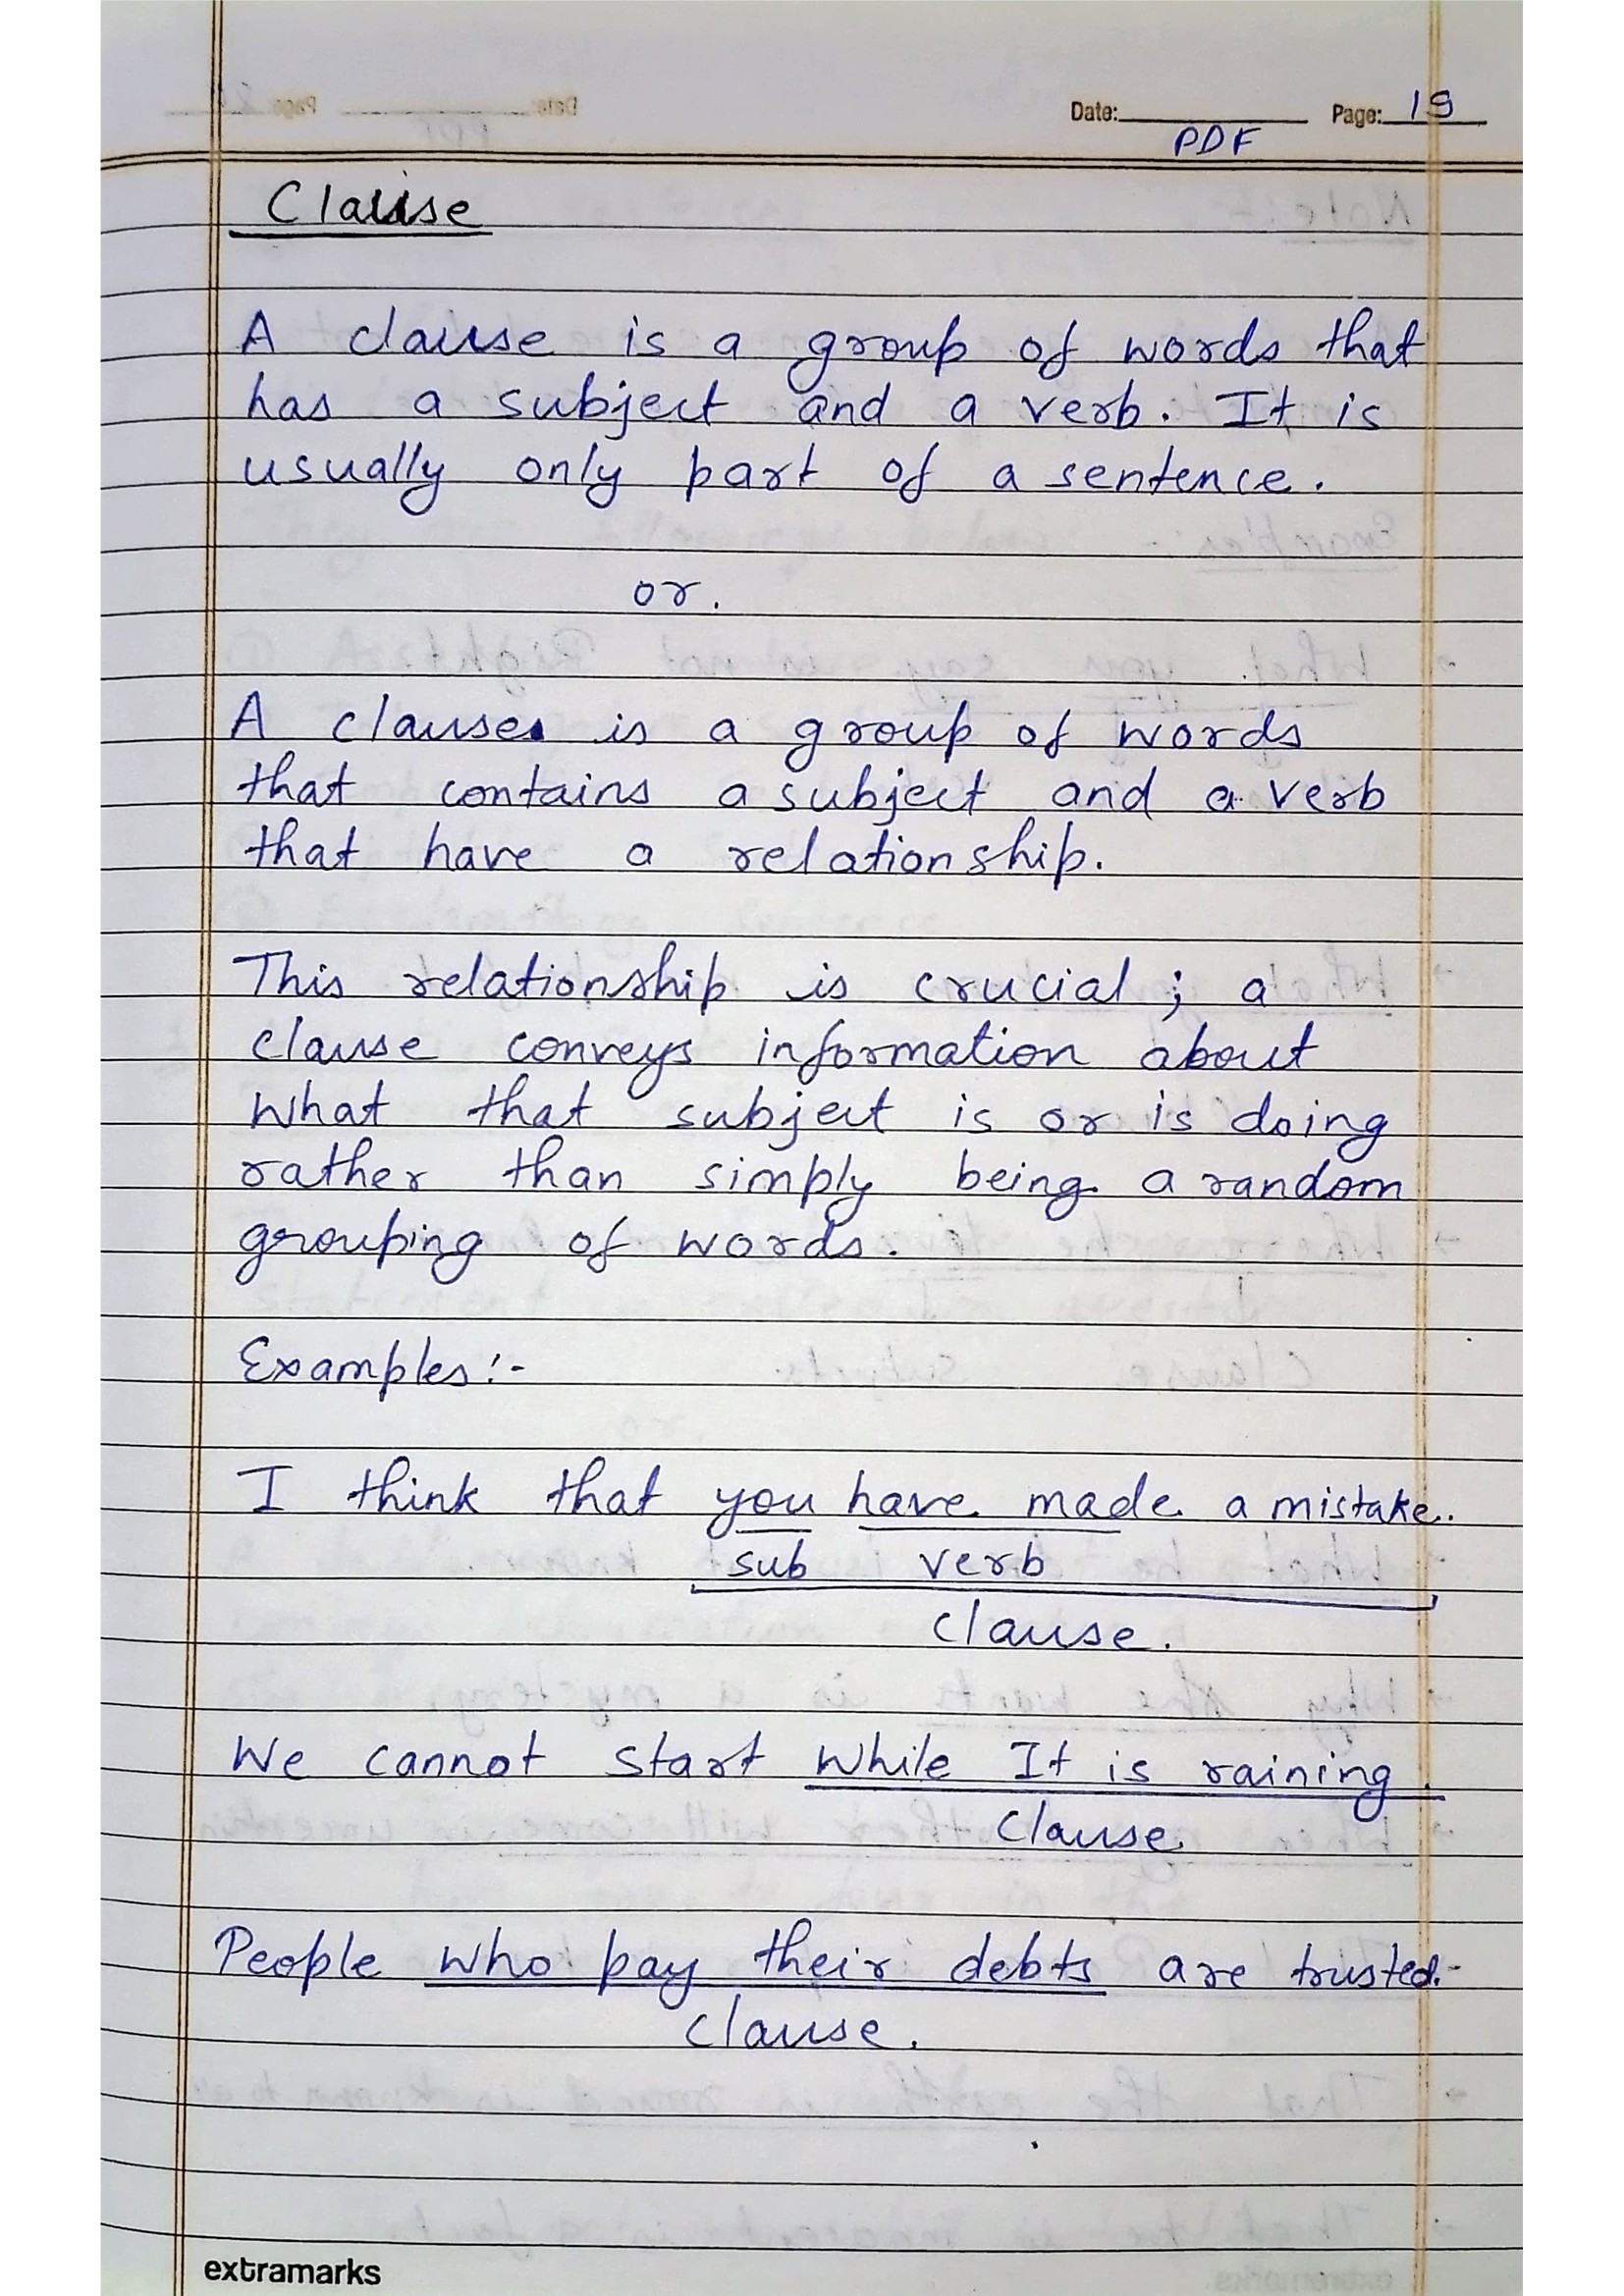 Date: Page: 19
PDF
Clause
A clause is a group of words that
has a subject and a verb. It is
usually only part of a sentence.
or.
A clause is a group of words
that contains a subject and a verb
that have a relationship.
This relationship is crucial; a
clause conveys information about
what that subject is or is doing
rather than simply being a random
grouping of words.
Examples:-
I think that you have made a mistake.
sub verb
Clause.
We cannot start while It is raining.
Clause.
People who pay their debts are trusted.-
Clause.
extramarks